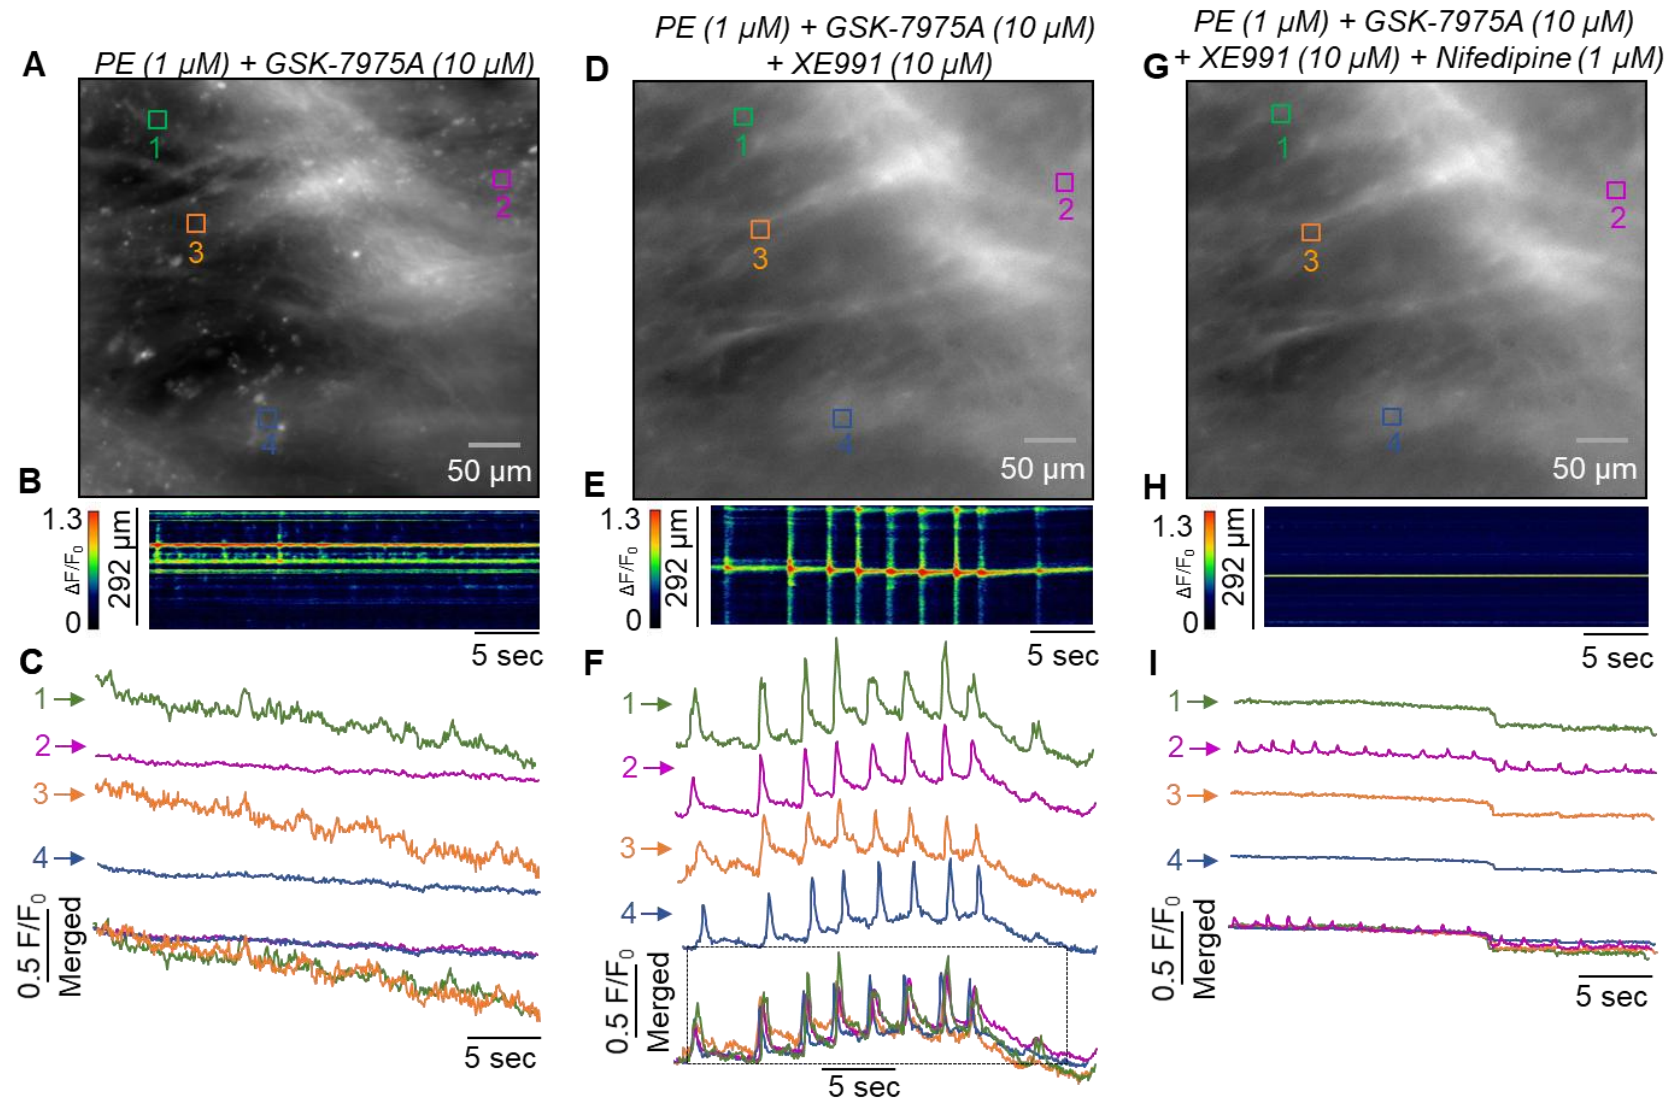 A
PE (1 µM) + GSK-7975A (10 µM)
1
2
3
4
50 µm
B
1.3
0
ΔF/F0
292 µm
5 sec
C
1
2
3
4
0.5 F/F0
Merged
5 sec
D
PE (1 µM) + GSK-7975A (10 µM)
+ XE991 (10 µM)
1
2
3
4
50 µm
E
1.3
0
ΔF/F0
292 µm
5 sec
F
1
2
3
4
0.5 F/F0
Merged
5 sec
G
PE (1 µM) + GSK-7975A (10 µM)
+ XE991 (10 µM) + Nifedipine (1 µM)
1
2
3
4
50 µm
H
1.3
0
ΔF/F0
292 µm
5 sec
I
1
2
3
4
0.5 F/F0
Merged
5 sec